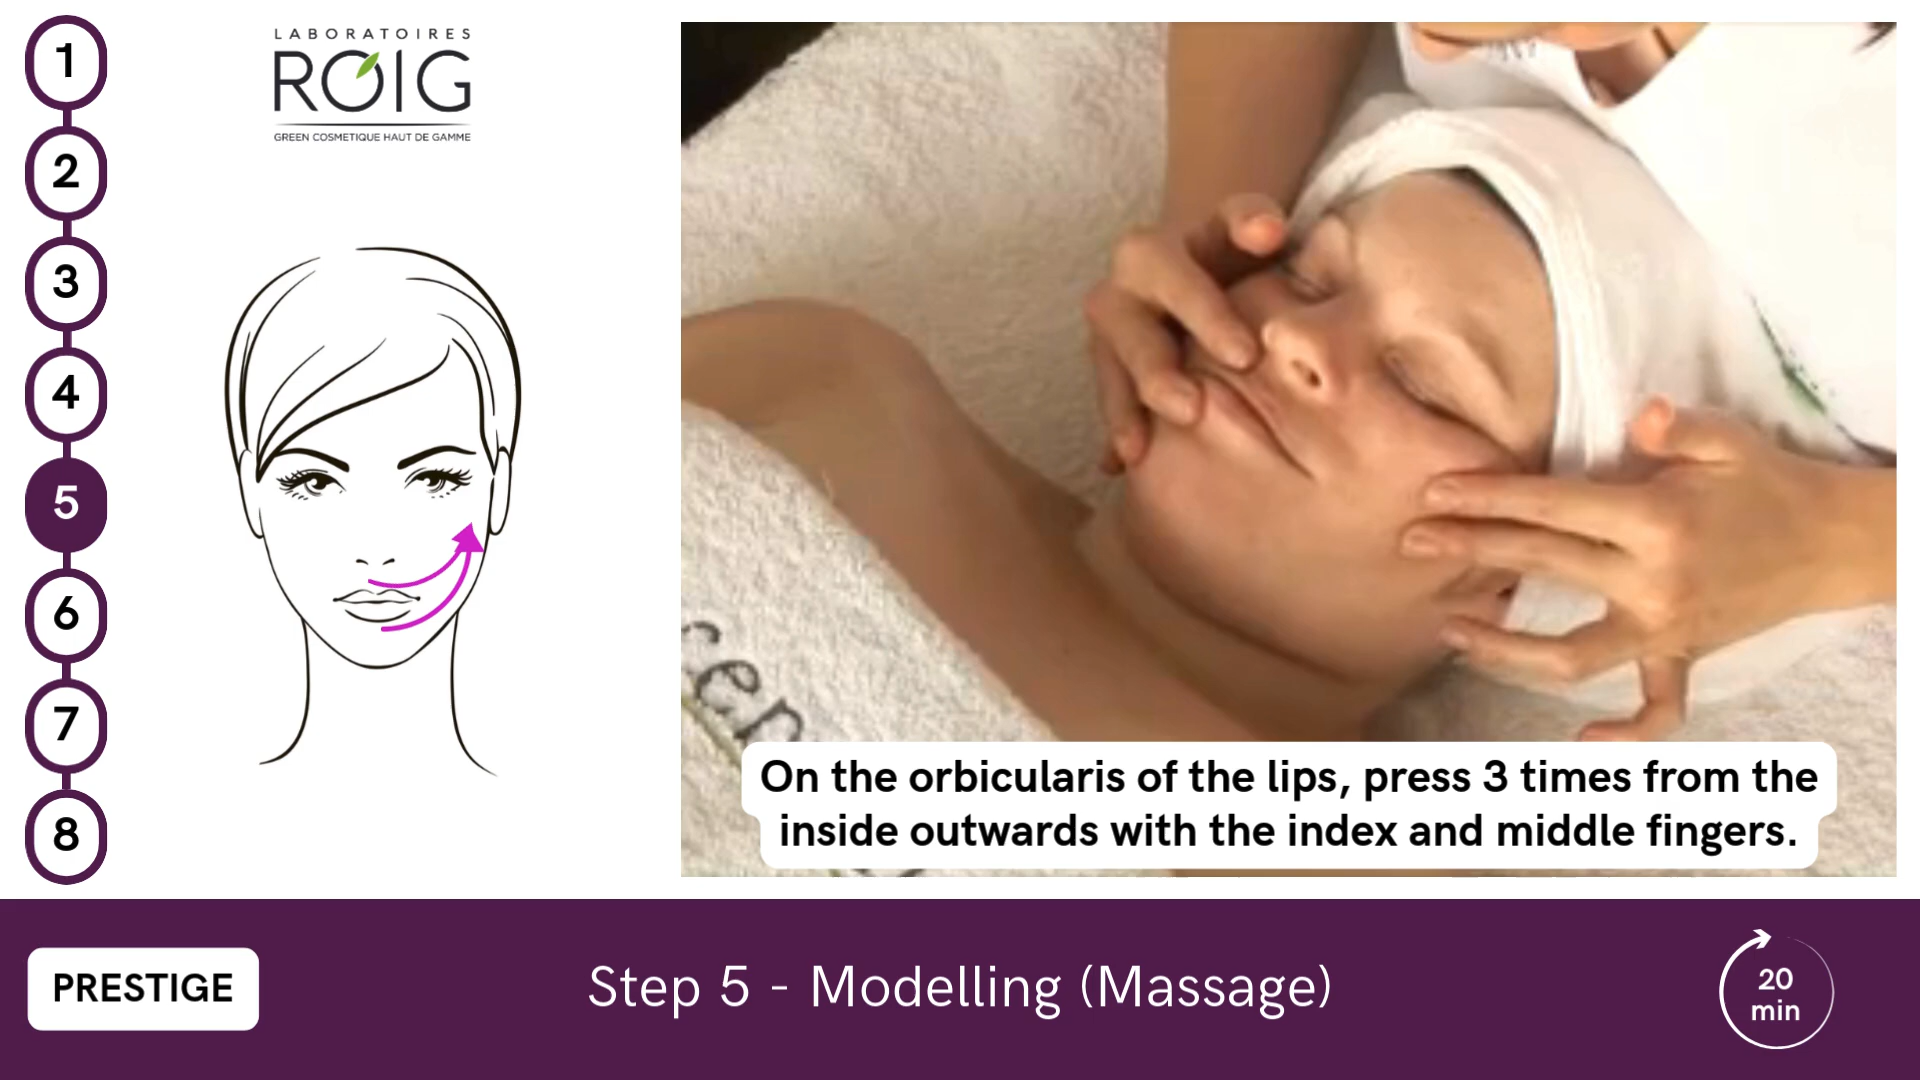 1
2
3
4
5
6
7
8
LABORATOIRES
ROIG
GREEN COSMETIQUE HAUT DE GAMME
cen
On the orbicularis of the lips, press 3 times from the
inside outwards with the index and middle fingers.
PRESTIGE
Step 5 - Modelling (Massage)
20
min